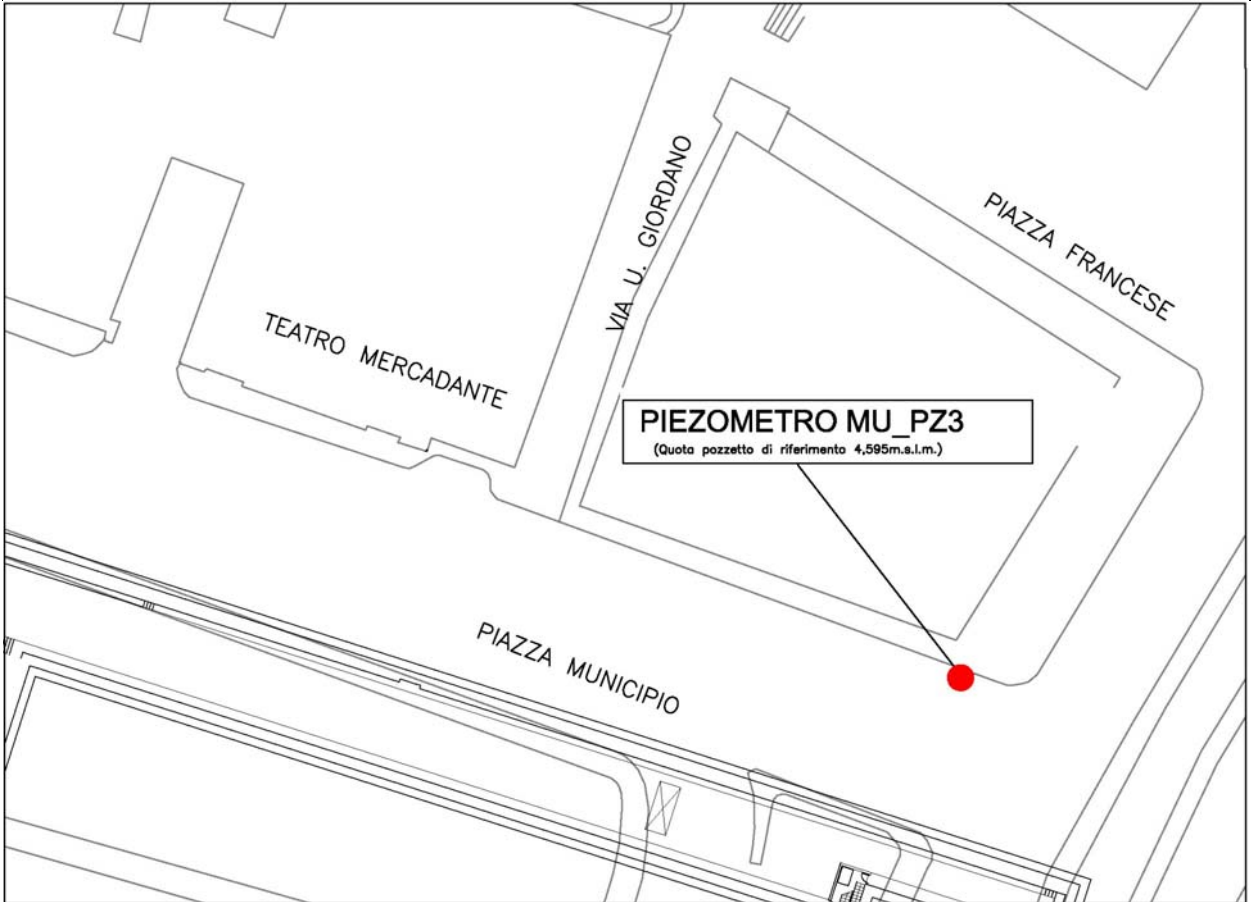 VIA U. GIORDANO
PIAZZA FRANCESE
TEATRO MERCADANTE
PIEZOMETRO MU_PZ3
(Quota pozzetto di riferimento 4,595m.s.l.m.)
PIAZZA MUNICIPIO